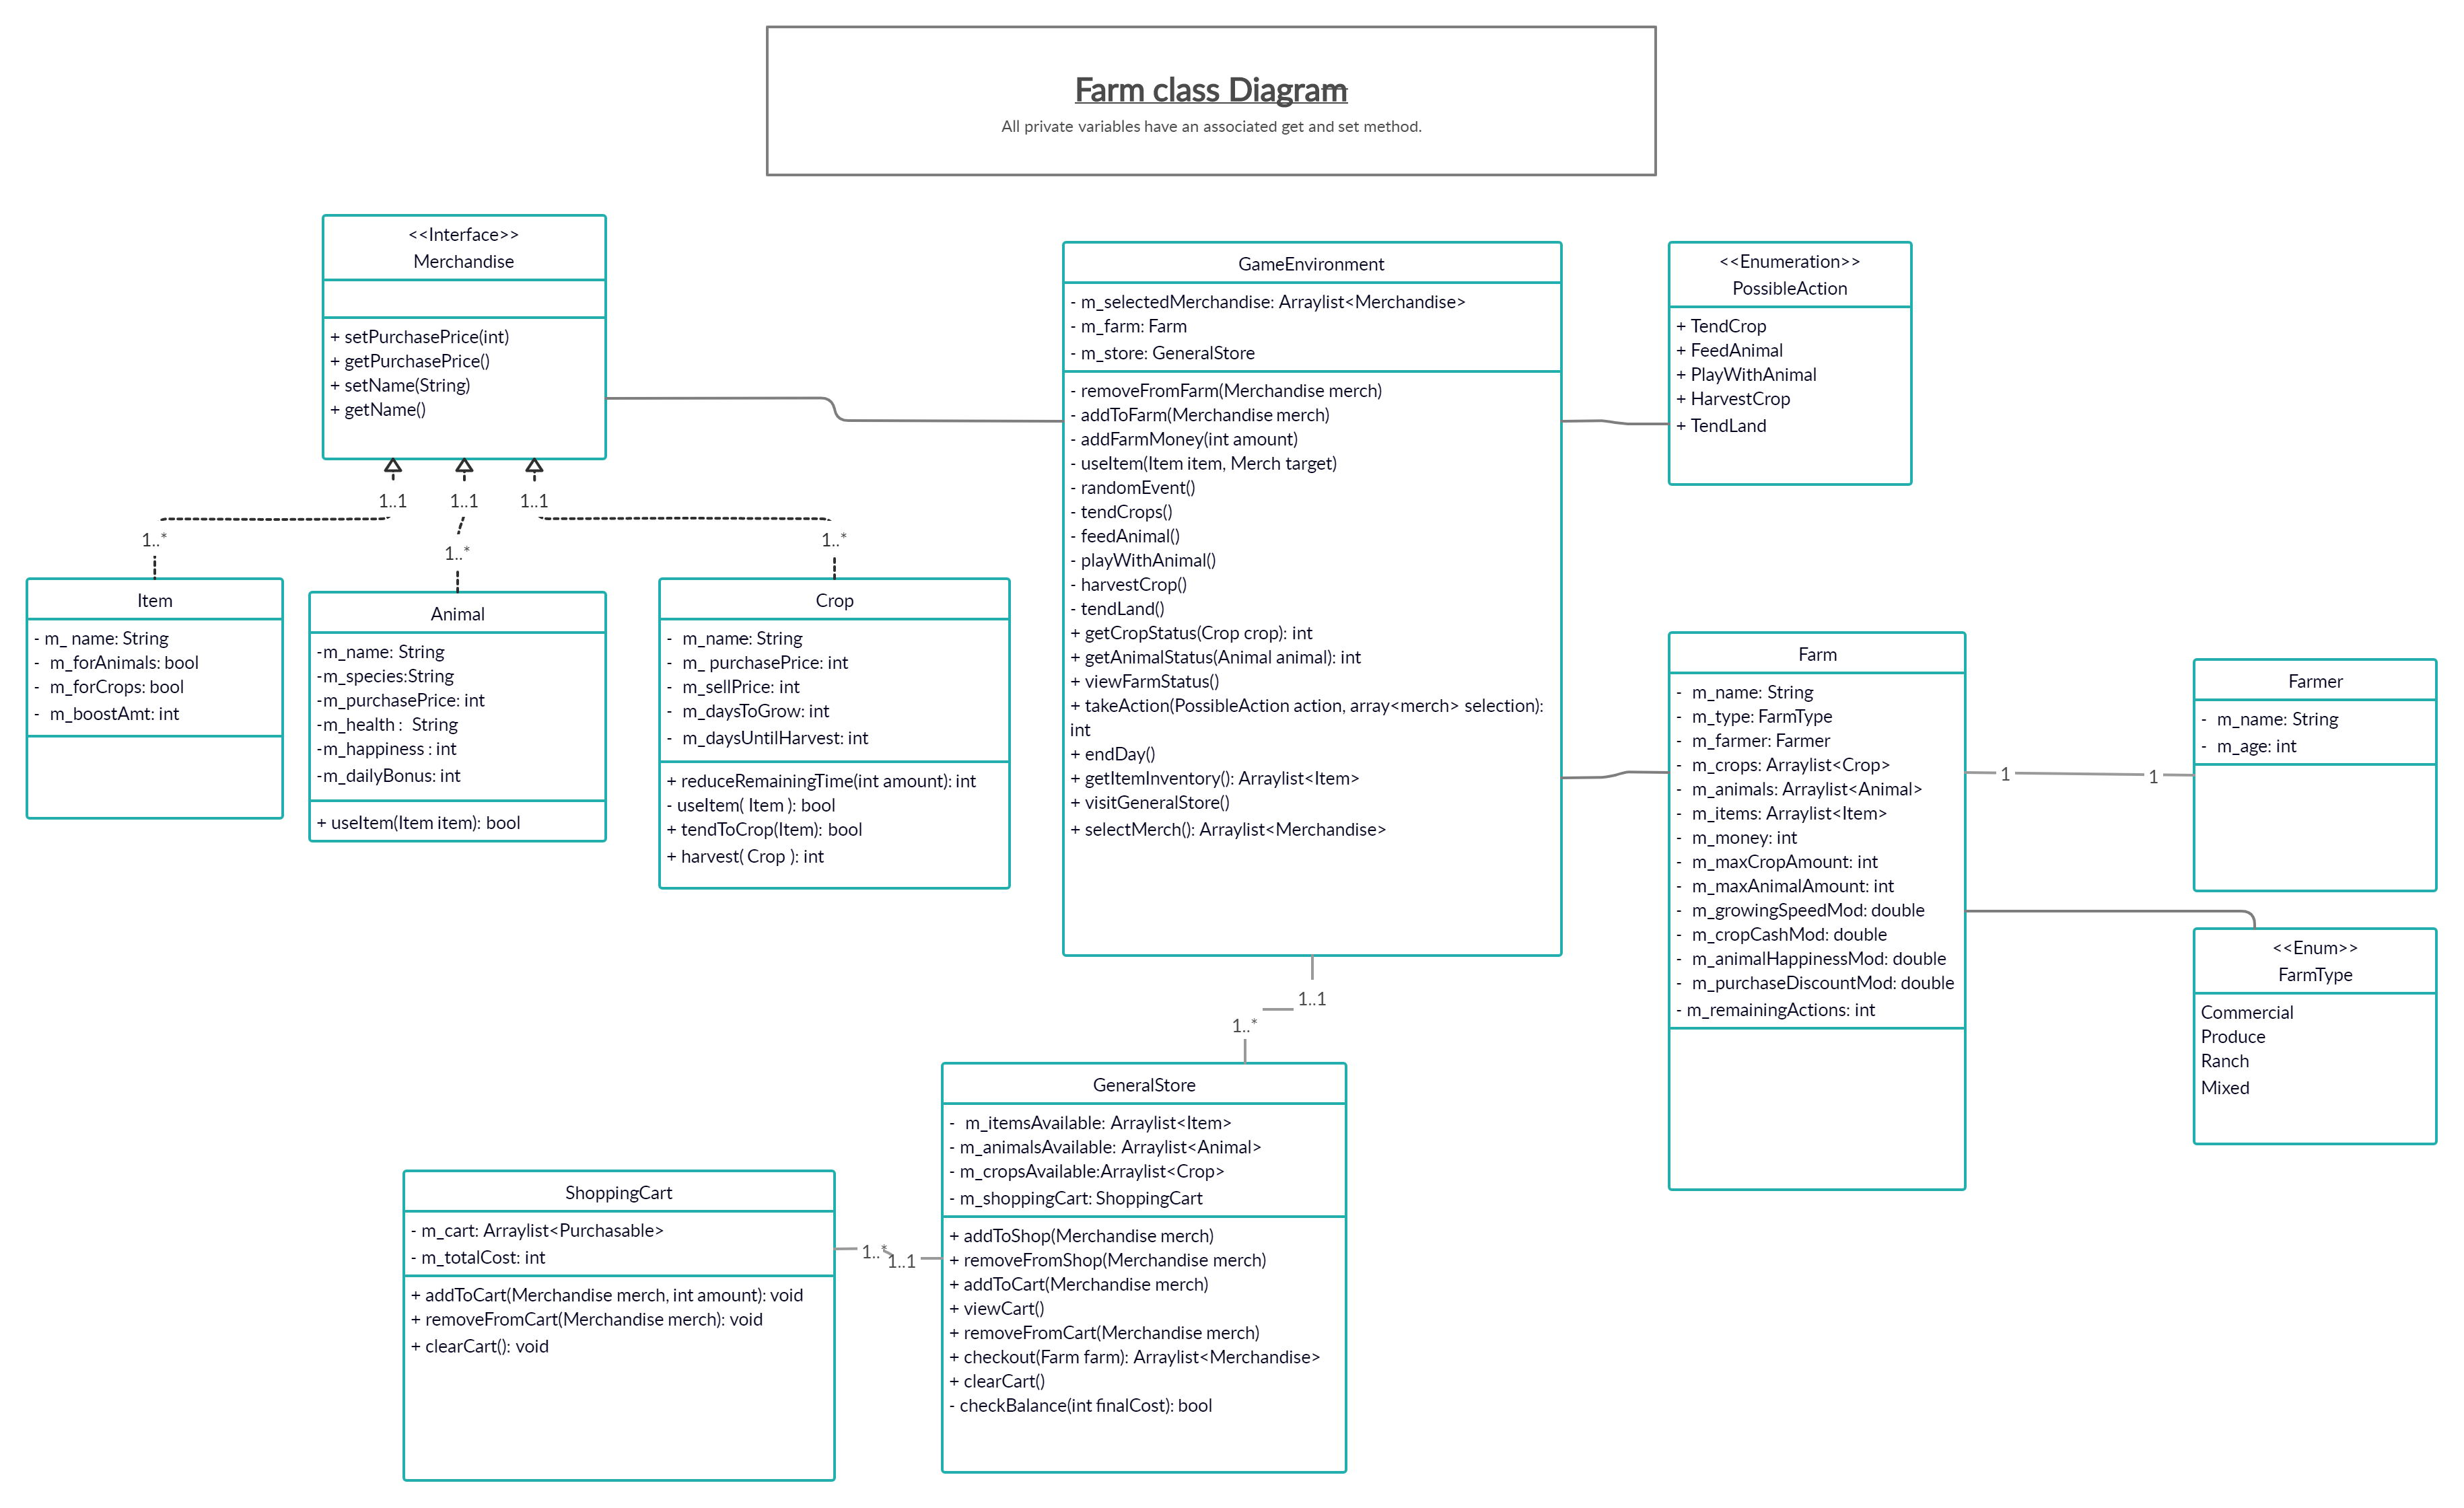 Farm class Diagram
All private variables have an associated get and set method.
<<Interface>>
Merchandise
+ setPurchasePrice(int)
+ getPurchasePrice()
+ setName(String)
+ getName()
1..1
1..1
1..1
1..*
1..*
1..*
Item
- m_ name: String
- m_forAnimals: bool
- m_forCrops: bool
- m_boostAmt: int
Animal
-m_name: String
-m_species:String
-m_purchasePrice: int
-m_health : String
-m_happiness : int
-m_dailyBonus: int
+ useItem(Item item): bool
Crop
- m_name: String
- m_ purchasePrice: int
- m_sellPrice: int
- m_daysToGrow: int
- m_daysUntilHarvest: int
+ reduceRemainingTime(int amount): int
- useItem( Item ): bool
+ tendToCrop(Item): bool
+ harvest( Crop ): int
GameEnvironment
- m_selectedMerchandise: Arraylist<Merchandise>
- m_farm: Farm
- m_store: GeneralStore
- removeFromFarm(Merchandise merch)
- addToFarm(Merchandise merch)
- addFarmMoney(int amount)
- useItem(Item item, Merch target)
- randomEvent()
- tendCrops()
- feedAnimal()
- playWithAnimal()
- harvestCrop()
- tendLand()
+ getCropStatus(Crop crop): int
+ getAnimalStatus(Animal animal): int
+ viewFarmStatus()
+ takeAction(PossibleAction action, array<merch> selection):
int
+ endDay()
+ getItemInventory(): Arraylist<Item>
+ visitGeneralStore()
+ selectMerch(): Arraylist<Merchandise>
<<Enumeration>>
PossibleAction
+ TendCrop
+ FeedAnimal
+ PlayWithAnimal
+ HarvestCrop
+ TendLand
Farm
- m_name: String
- m_type: FarmType
- m_farmer: Farmer
- m_crops: Arraylist<Crop>
- m_animals: Arraylist<Animal>
- m_items: Arraylist<Item>
- m_money: int
- m_maxCropAmount: int
- m_maxAnimalAmount: int
- m_growingSpeedMod: double
- m_cropCashMod: double
- m_animalHappinessMod: double
- m_purchaseDiscountMod: double
- m_remainingActions: int
1
1
Farmer
- m_name: String
- m_age: int
<<Enum>>
FarmType
Commercial
Produce
Ranch
Mixed
1..1
1..*
GeneralStore
- m_itemsAvailable: Arraylist<Item>
- m_animalsAvailable: Arraylist<Animal>
- m_cropsAvailable:Arraylist<Crop>
- m_shoppingCart: ShoppingCart
+ addToShop(Merchandise merch)
+ removeFromShop(Merchandise merch)
+ addToCart(Merchandise merch)
+ viewCart()
+ removeFromCart(Merchandise merch)
+ checkout(Farm farm): Arraylist<Merchandise>
+ clearCart()
- checkBalance(int finalCost): bool
1..*
1..1
ShoppingCart
- m_cart: Arraylist<Purchasable>
- m_totalCost: int
+ addToCart(Merchandise merch, int amount): void
+ removeFromCart(Merchandise merch): void
+ clearCart(): void